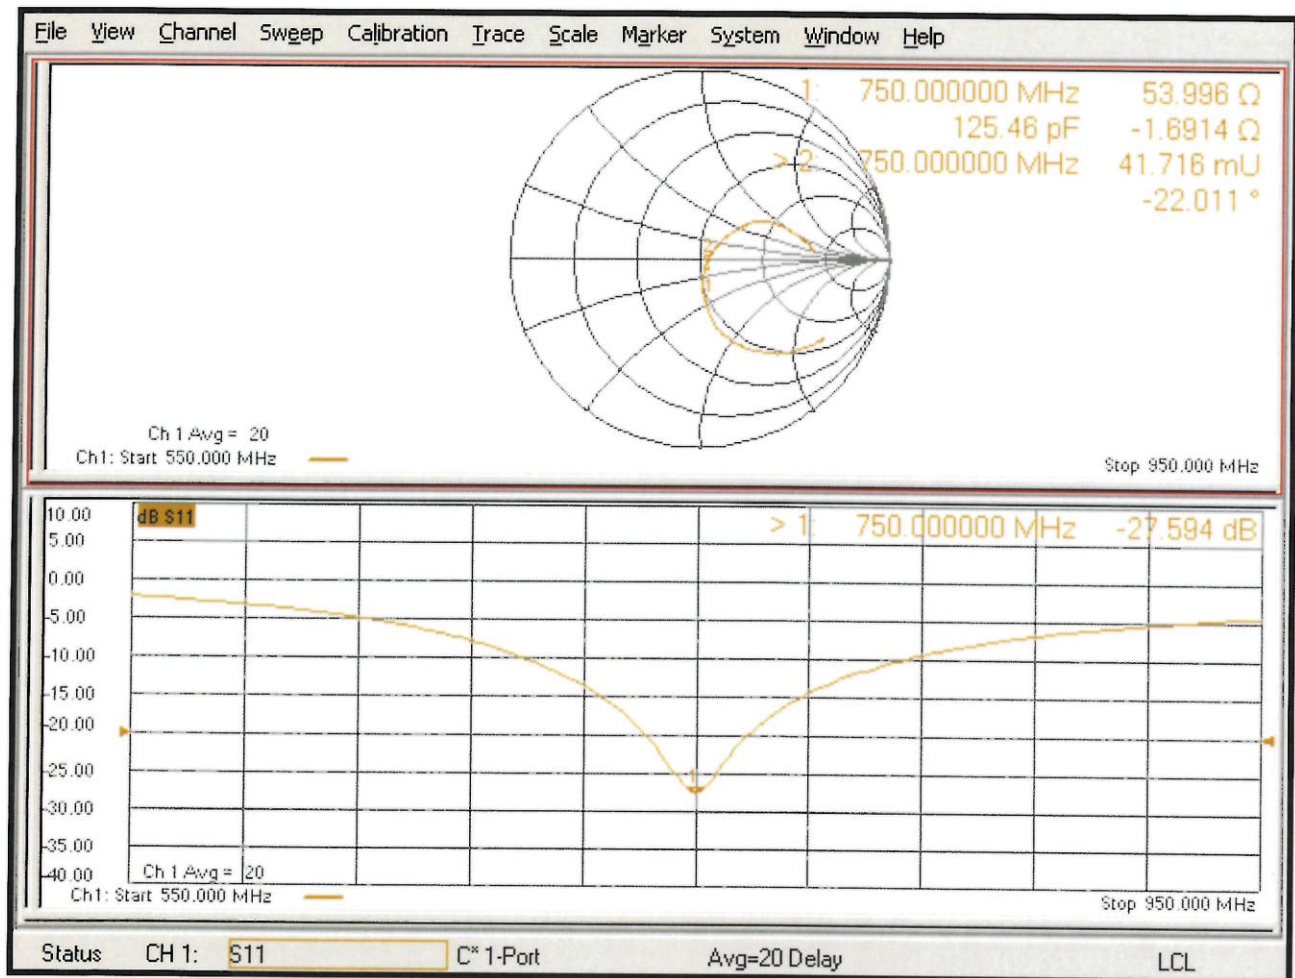 File View Channel Sweep Calibration Trace Scale Marker System Window Help
1: 750.000000 MHz 53.996 Ω
125.46 pF -1.6914 Ω
> 2: 750.000000 MHz 41.716 mU
-22.011 °
Ch 1 Avg = 20
Ch1: Start 550.000 MHz
Stop 950.000 MHz
10.00
dB S11
> 1: 750.000000 MHz -27.594 dB
5.00
0.00
-5.00
-10.00
-15.00
-20.00
-25.00
1
-30.00
-35.00
-40.00
Ch 1 Avg = 20
Ch1: Start 550.000 MHz
Stop 950.000 MHz
Status CH 1: S11 C* 1-Port Avg=20 Delay LCL